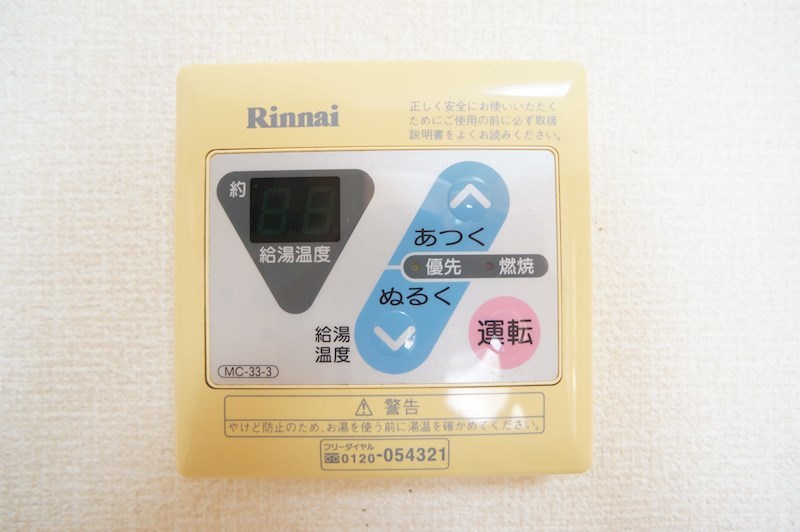 Rinnai
正しく安全にお使いいただく
ためにご使用の前に必ず取扱
説明書をよくお読みください。
約
給湯温度
あつく
優先 燃焼
ぬるく
給湯
温度
運転
MC-33-3
警告
やけど防止のため、お湯を使う前に湯温を確かめてください。
フリーダイヤル
0120-054321